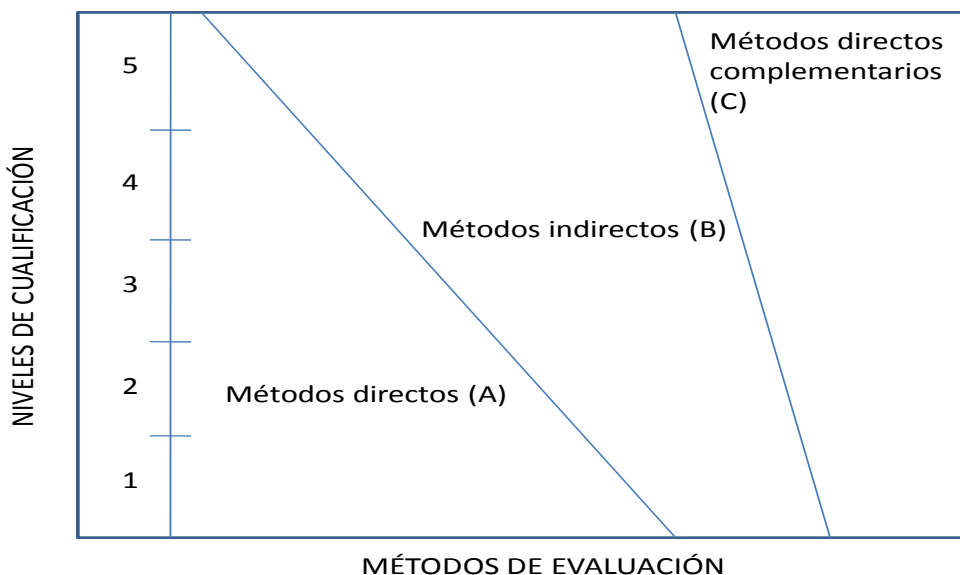 Métodos directos
complementarios
(C)
5
4
Métodos indirectos (B)
3
2
Métodos directos (A)
1
NIVELES DE CUALIFICACIÓN
MÉTODOS DE EVALUACIÓN